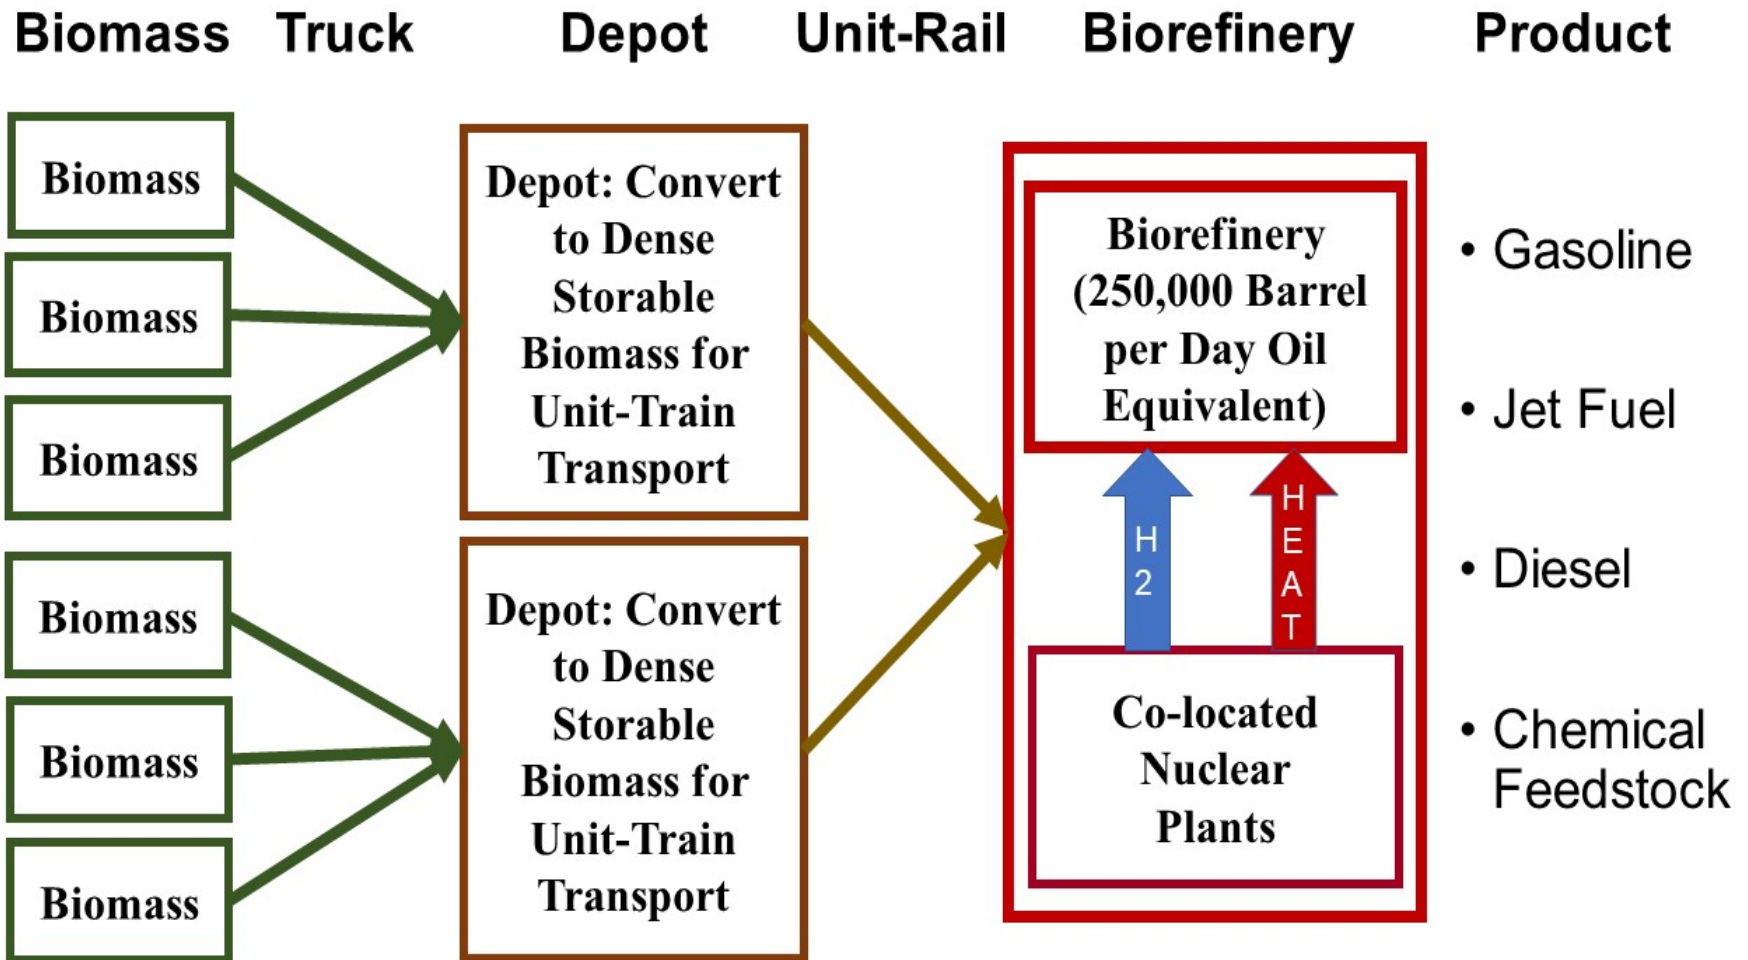 Biomass Truck Depot Unit-Rail Biorefinery Product
Biomass
Biomass
Biomass
Biomass
Biomass
Biomass
Depot: Convert
to Dense
Storable
Biomass for
Unit-Train
Transport
Depot: Convert
to Dense
Storable
Biomass for
Unit-Train
Transport
Biorefinery
(250,000 Barrel
per Day Oil
Equivalent)
H
2
H
E
A
T
Co-located
Nuclear
Plants
• Gasoline
• Jet Fuel
• Diesel
• Chemical
Feedstock